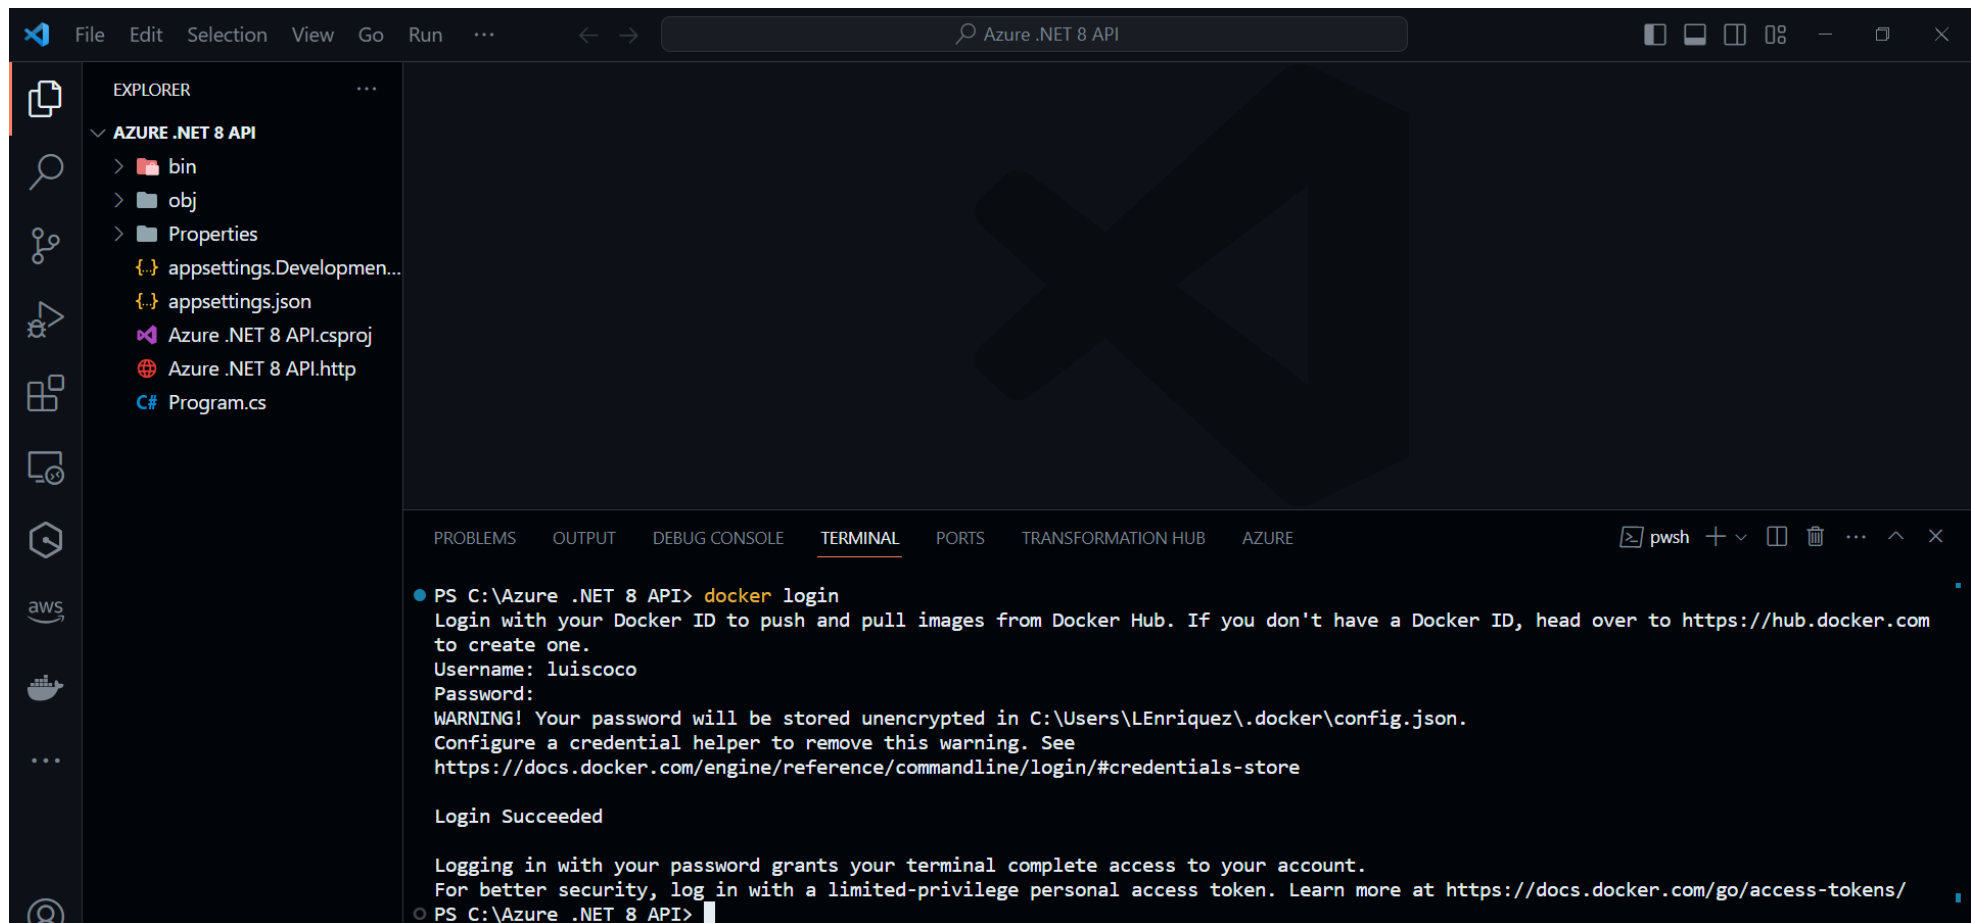 File Edit Selection View Go Run ···
Azure .NET 8 API
EXPLORER ···
AZURE .NET 8 API
bin
obj
Properties
appsettings.Developmen...
appsettings.json
Azure .NET 8 API.csproj
Azure .NET 8 API.http
C# Program.cs
aws
PROBLEMS OUTPUT DEBUG CONSOLE TERMINAL PORTS TRANSFORMATION HUB AZURE
pwsh
PS C:\Azure .NET 8 API> docker login
Login with your Docker ID to push and pull images from Docker Hub. If you don't have a Docker ID, head over to https://hub.docker.com
to create one.
Username: luiscoco
Password:
WARNING! Your password will be stored unencrypted in C:\Users\LEnriquez\.docker\config.json.
Configure a credential helper to remove this warning. See
https://docs.docker.com/engine/reference/commandline/login/#credentials-store
Login Succeeded
Logging in with your password grants your terminal complete access to your account.
For better security, log in with a limited-privilege personal access token. Learn more at https://docs.docker.com/go/access-tokens/
PS C:\Azure .NET 8 API>